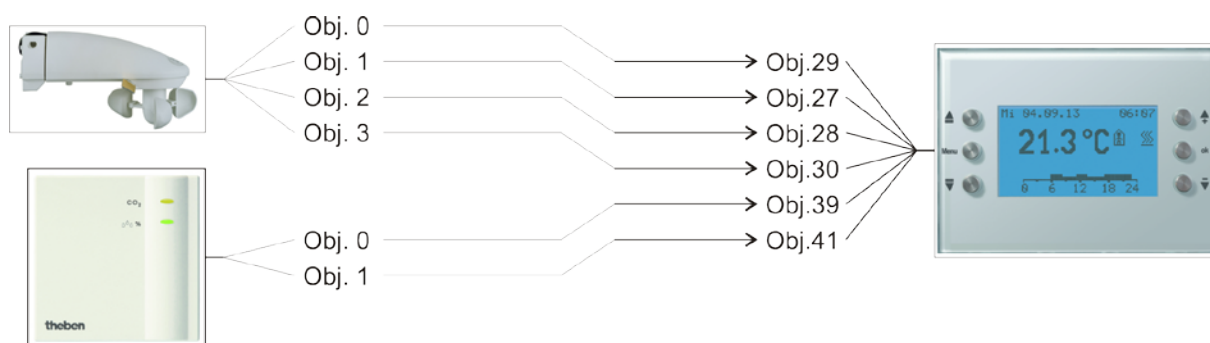 Obj. 0
Obj. 1
Obj. 2
Obj. 3
Obj. 0
Obj. 1
Obj.29
Obj.27
Obj.28
Obj.30
Obj.39
Obj.41
CO₂
%
theben
Mi 04.09.13 06:07
21.3 °C
0 6 12 18 24
Menu
ok